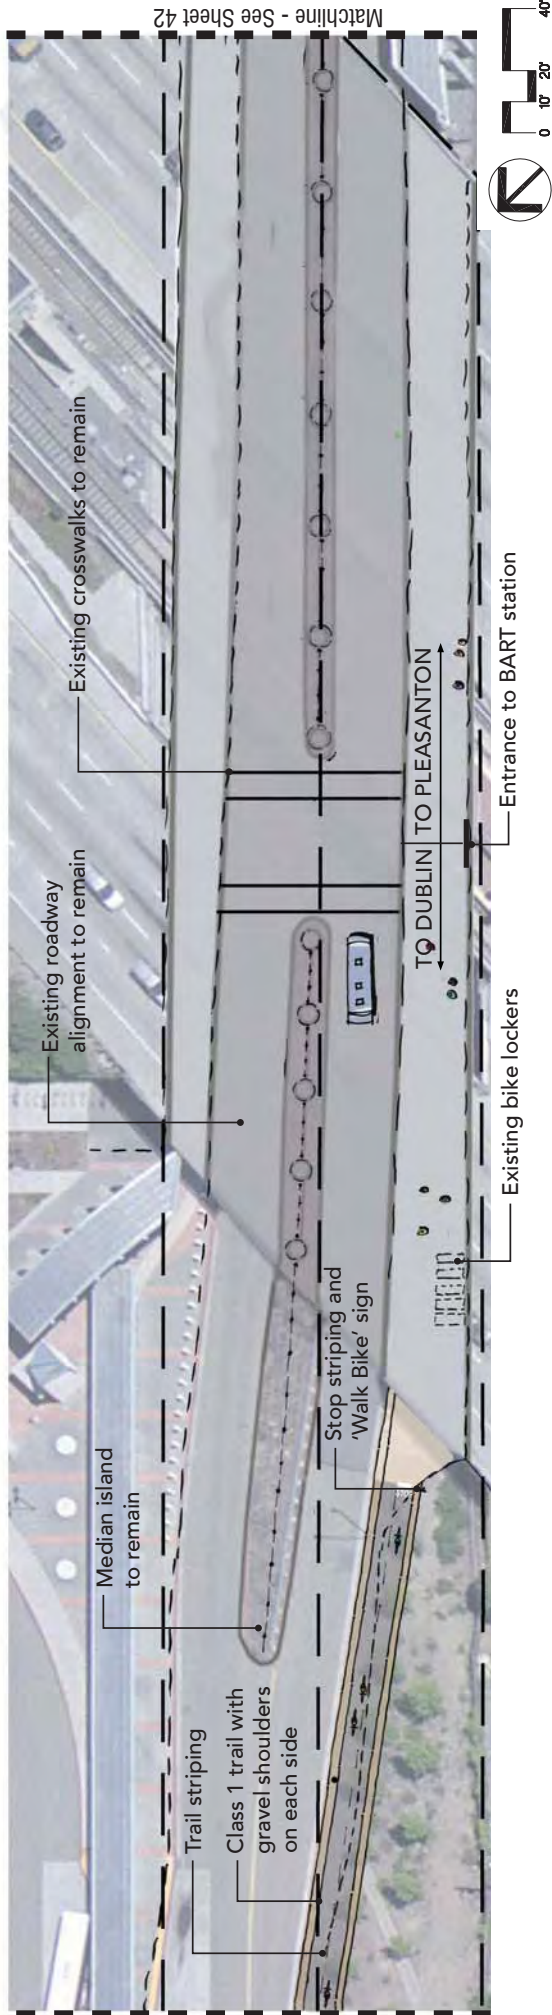 Trail striping
Class 1 trail with
gravel shoulders
on each side
Median island
to remain
Existing roadway
alignment to remain
Existing crosswalks to remain
Stop striping and
‘Walk Bike’ sign
TO DUBLIN
TO PLEASANTON
Existing bike lockers
Entrance to BART station
Matchline - See Sheet 42
0 10' 20' 40'